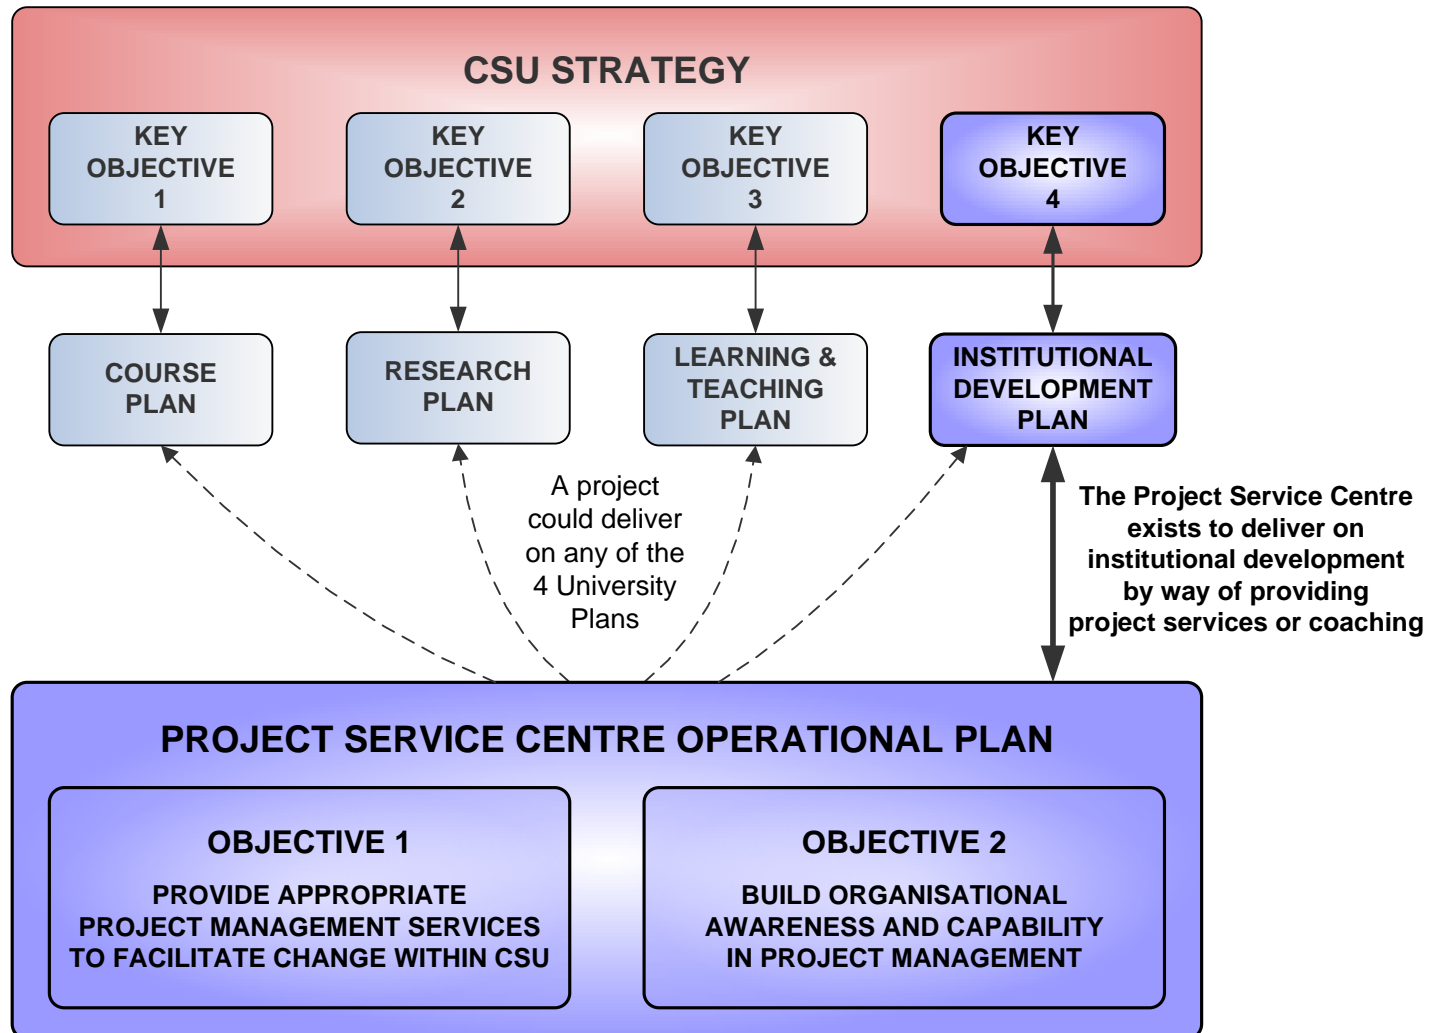 CSU STRATEGY
KEY
OBJECTIVE
1
KEY
OBJECTIVE
2
KEY
OBJECTIVE
3
KEY
OBJECTIVE
4
COURSE
PLAN
RESEARCH
PLAN
LEARNING &
TEACHING
PLAN
INSTITUTIONAL
DEVELOPMENT
PLAN
A project
could deliver
on any of the
4 University
Plans
The Project Service Centre
exists to deliver on
institutional development
by way of providing
project services or coaching
PROJECT SERVICE CENTRE OPERATIONAL PLAN
OBJECTIVE 1
PROVIDE APPROPRIATE
PROJECT MANAGEMENT SERVICES
TO FACILITATE CHANGE WITHIN CSU
OBJECTIVE 2
BUILD ORGANISATIONAL
AWARENESS AND CAPABILITY
IN PROJECT MANAGEMENT